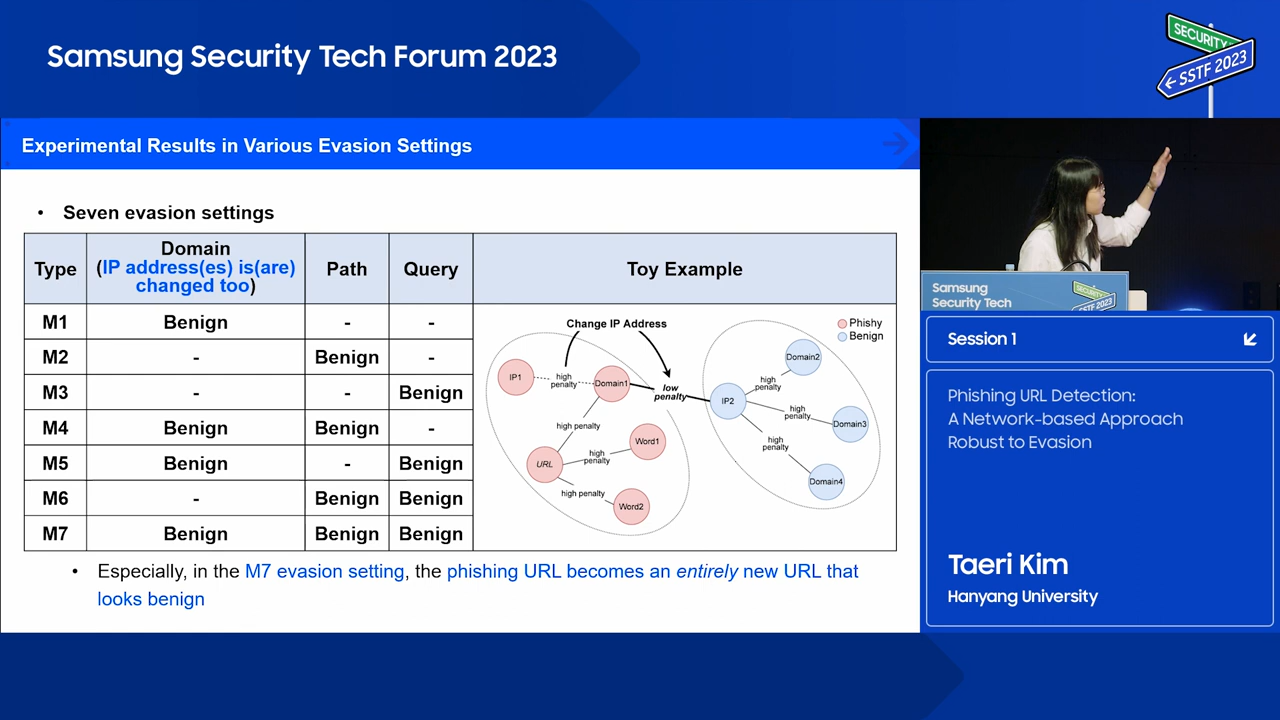 Samsung Security Tech Forum 2023
SECURITY
← SSTF 2023
Experimental Results in Various Evasion Settings
• Seven evasion settings
Type
Domain
(IP address(es) is(are)
changed too)
Path
Query
Toy Example
M1 Benign - -
M2 - Benign -
M3 - - Benign
M4 Benign Benign -
M5 Benign - Benign
M6 - Benign Benign
M7 Benign Benign Benign
Change IP Address
Phishy
Benign
IP1
high
penalty
Domain1
low
penalty
IP2
high
penalty
Domain2
high
penalty
Domain3
high
penalty
Domain4
high penalty
URL
high
penalty
Word1
high penalty
Word2
• Especially, in the M7 evasion setting, the phishing URL becomes an entirely new URL that
looks benign
Samsung
Security Tech
SECURITY
SSTF 2023
Session 1
Phishing URL Detection:
A Network-based Approach
Robust to Evasion
Taeri Kim
Hanyang University